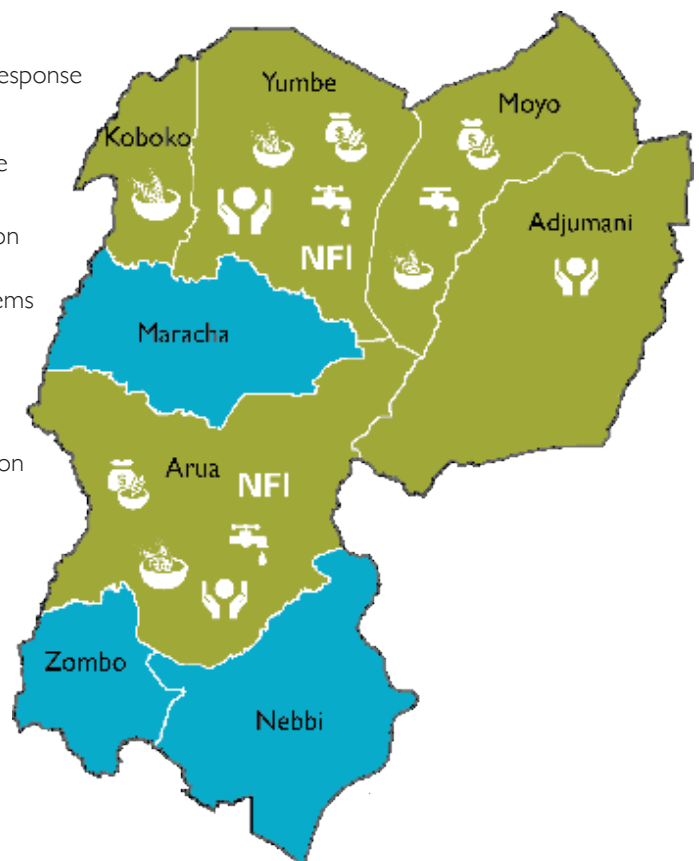 esponse
e
on
ems
on
Yumbe
Moyo
Koboko
Adjumani
NFI
Maracha
Arua
NFI
Zombo
Nebbi